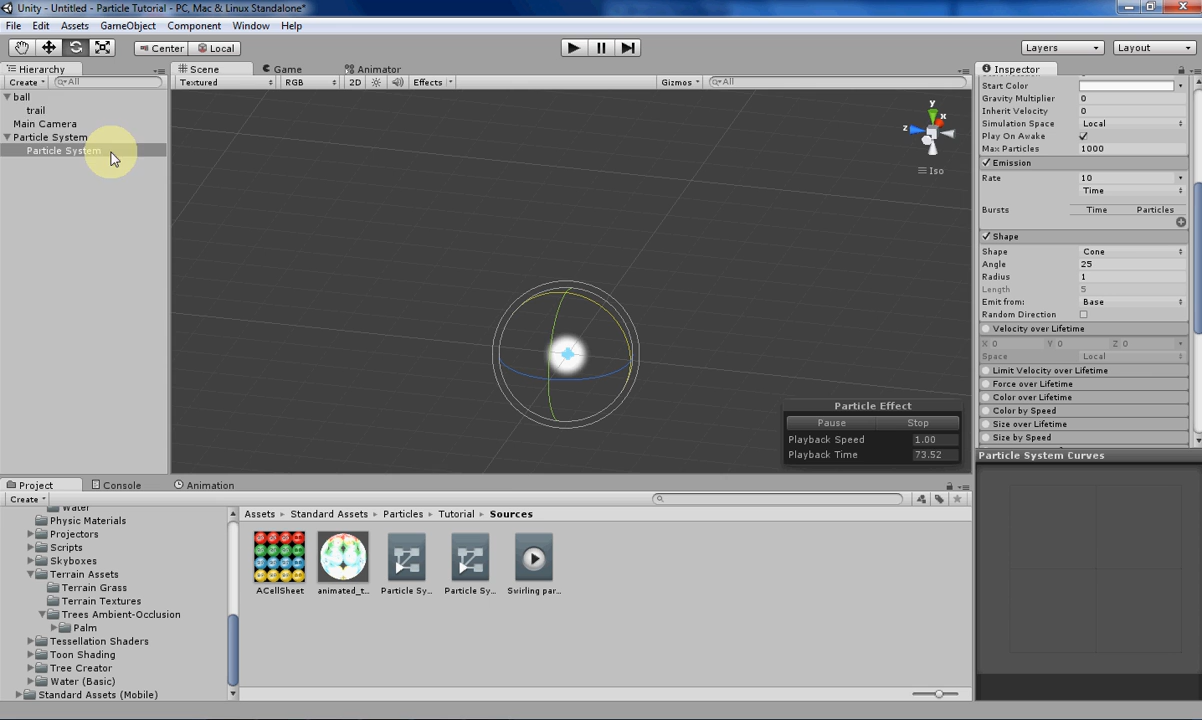 Unity - Untitled - Particle Tutorial - PC, Mac & Linux Standalone*
File Edit Assets GameObject Component Window Help
Center Local Layers Layout
Hierarchy
Create All
ball
trail
Main Camera
Particle System
Particle System
Scene Game Animator
Textured RGB 2D Effects Gizmos All
y
x
z
Iso
Particle Effect
Pause Stop
Playback Speed 1.00
Playback Time 73.52
Inspector
Start Color
Gravity Multiplier 0
Inherit Velocity 0
Simulation Space Local
Play On Awake
Max Particles 1000
Emission
Rate 10
Time
Bursts Time Particles
Shape
Shape Cone
Angle 25
Radius 1
Length 5
Emit from: Base
Random Direction
Velocity over Lifetime
X 0 Y 0 Z 0
Space Local
Limit Velocity over Lifetime
Force over Lifetime
Color over Lifetime
Color by Speed
Size over Lifetime
Size by Speed
Particle System Curves
Project Console Animation
Create
Water
Physic Materials
Projectors
Scripts
Skyboxes
Terrain Assets
Terrain Grass
Terrain Textures
Trees Ambient-Occlusion
Palm
Tessellation Shaders
Toon Shading
Tree Creator
Water (Basic)
Standard Assets (Mobile)
Assets Standard Assets Particles Tutorial Sources
ACellSheet animated_t... Particle Sy... Particle Sy... Swirling par...